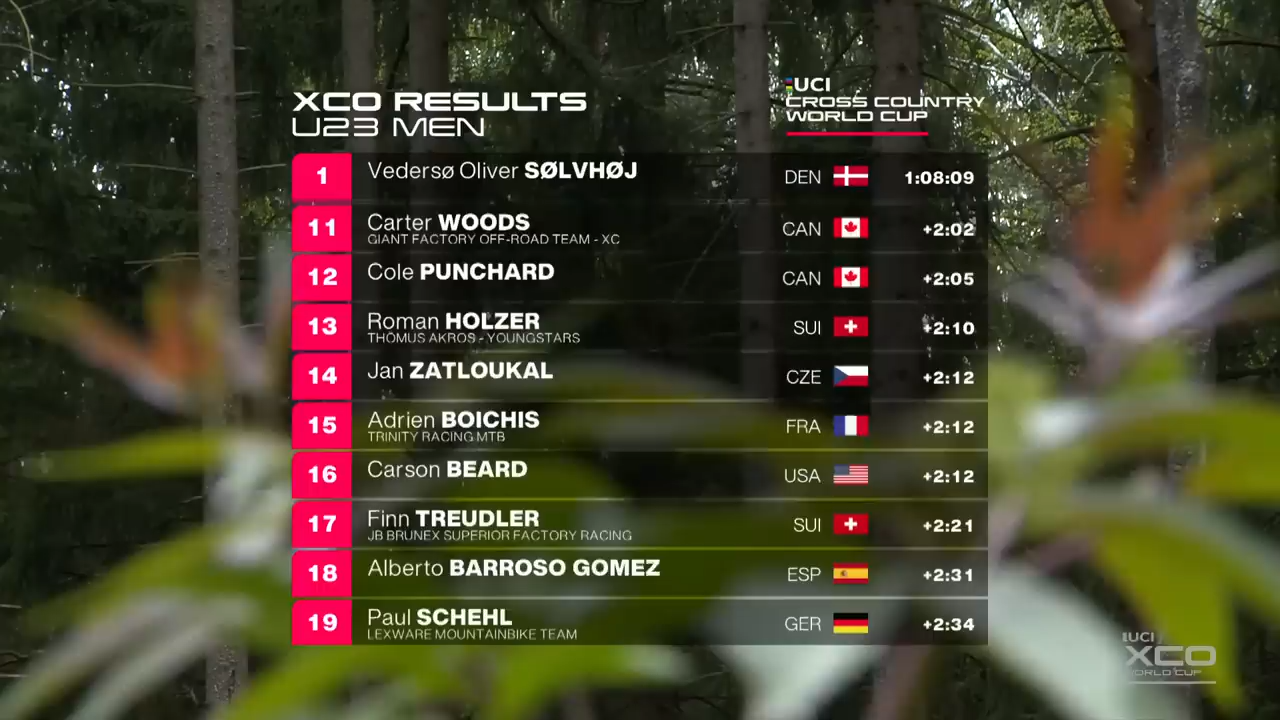 XCO RESULTS
U23 MEN
UCI
CROSS COUNTRY
WORLD CUP
1 Vedersø Oliver SØLVHØJ DEN 1:08:09
11 Carter WOODS CAN +2:02
GIANT FACTORY OFF-ROAD TEAM - XC
12 Cole PUNCHARD CAN +2:05
13 Roman HOLZER SUI +2:10
THÖMUS AKROS - YOUNGSTARS
14 Jan ZATLOUKAL CZE +2:12
15 Adrien BOICHIS FRA +2:12
TRINITY RACING MTB
16 Carson BEARD USA +2:12
17 Finn TREUDLER SUI +2:21
JB BRUNEX SUPERIOR FACTORY RACING
18 Alberto BARROSO GOMEZ ESP +2:31
19 Paul SCHEHL GER +2:34
LEXWARE MOUNTAINBIKE TEAM
UCI
XCO
WORLD CUP